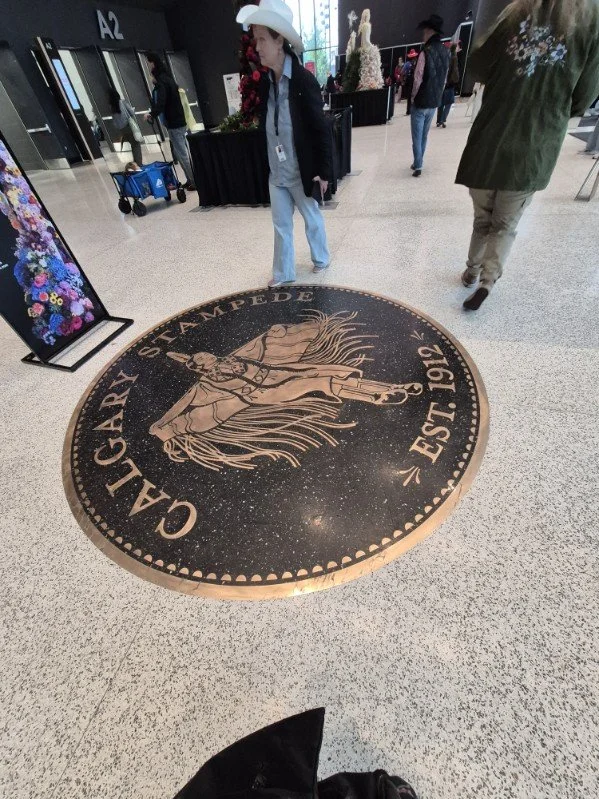 A2
CALGARY STAMPEDE
EST. 1912